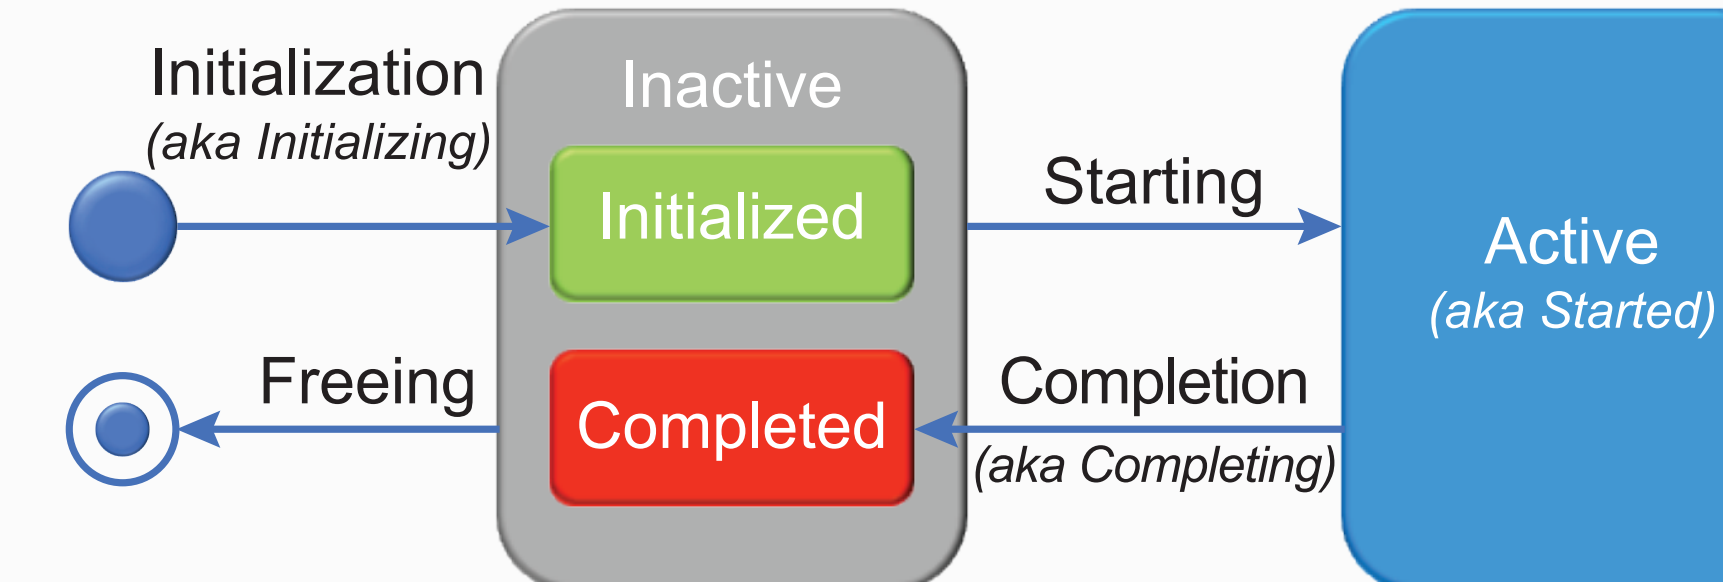 Initialization
(aka Initializing)
Inactive
Initialized
Starting
Active
(aka Started)
Freeing
Completed
Completion
(aka Completing)